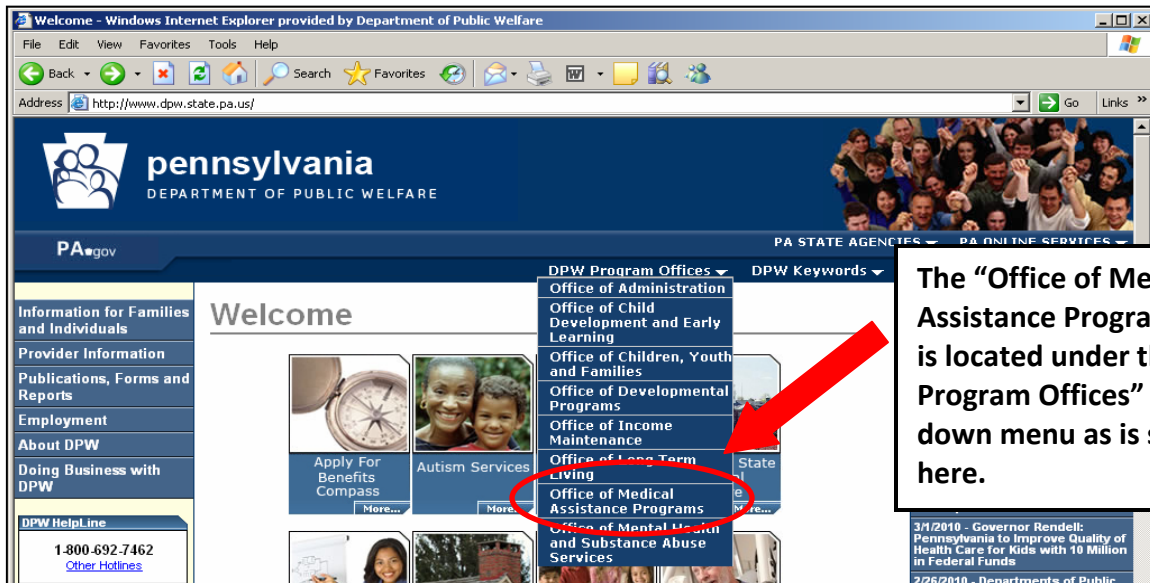 Welcome - Windows Internet Explorer provided by Department of Public Welfare
File Edit View Favorites Tools Help
Back Search Favorites
Address http://www.dpw.state.pa.us/ Go Links »
pennsylvania
DEPARTMENT OF PUBLIC WELFARE
PA gov
PA STATE AGENCIES PA ONLINE SERVICES
DPW Program Offices DPW Keywords
Information for Families
and Individuals
Provider Information
Publications, Forms and
Reports
Employment
About DPW
Doing Business with
DPW
DPW HelpLine
1-800-692-7462
Other Hotlines
Welcome
Apply For
Benefits
Compass
More...
Autism Services
More...
Office of Administration
Office of Child
Development and Early
Learning
Office of Children, Youth
and Families
Office of Developmental
Programs
Office of Income
Maintenance
Office of Long Term
Living
Office of Medical
Assistance Programs
Office of Mental Health
and Substance Abuse
Services
State
The “Office of Me
Assistance Progra
is located under t
Program Offices”
down menu as is s
here.
3/1/2010 - Governor Rendell:
Pennsylvania to Improve Quality of
Health Care for Kids with 10 Million
in Federal Funds
2/26/2010 - Departments of Public